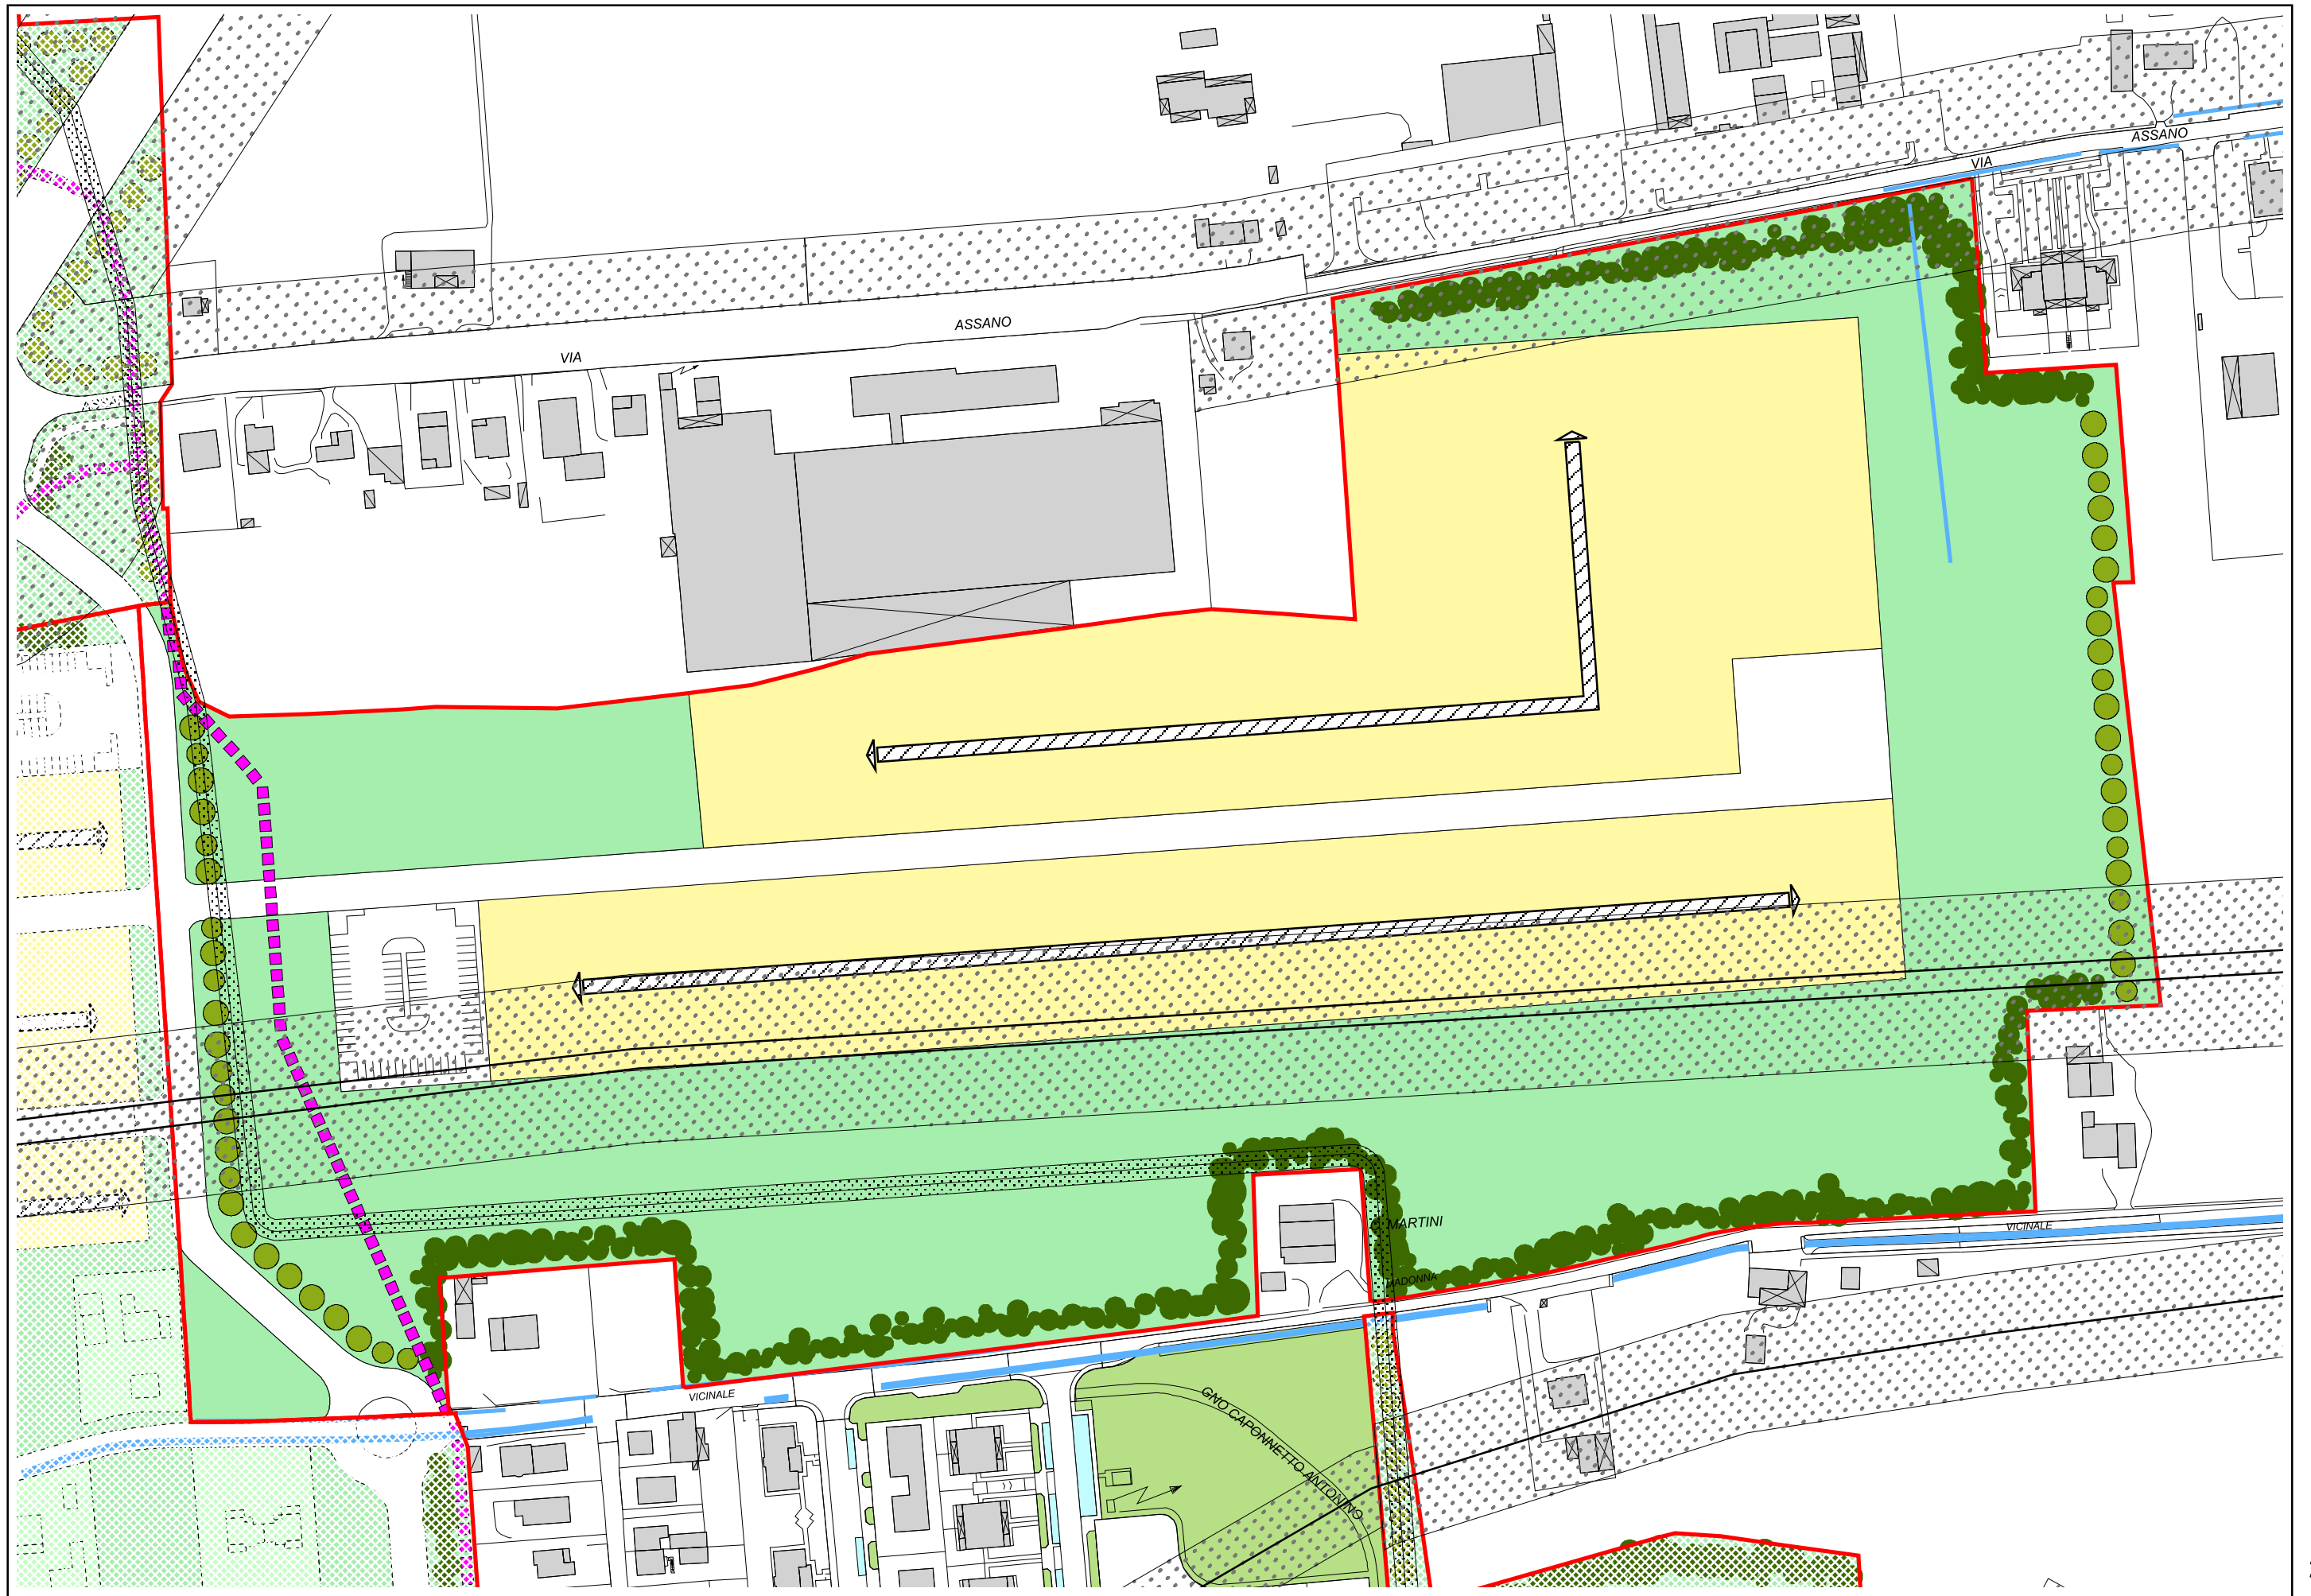 ASSANO
VIA
ASSANO
VIA
C. MARTINI
VICINALE
MADONNA
VICINALE
GNO CAPONNETTO ANTONINO